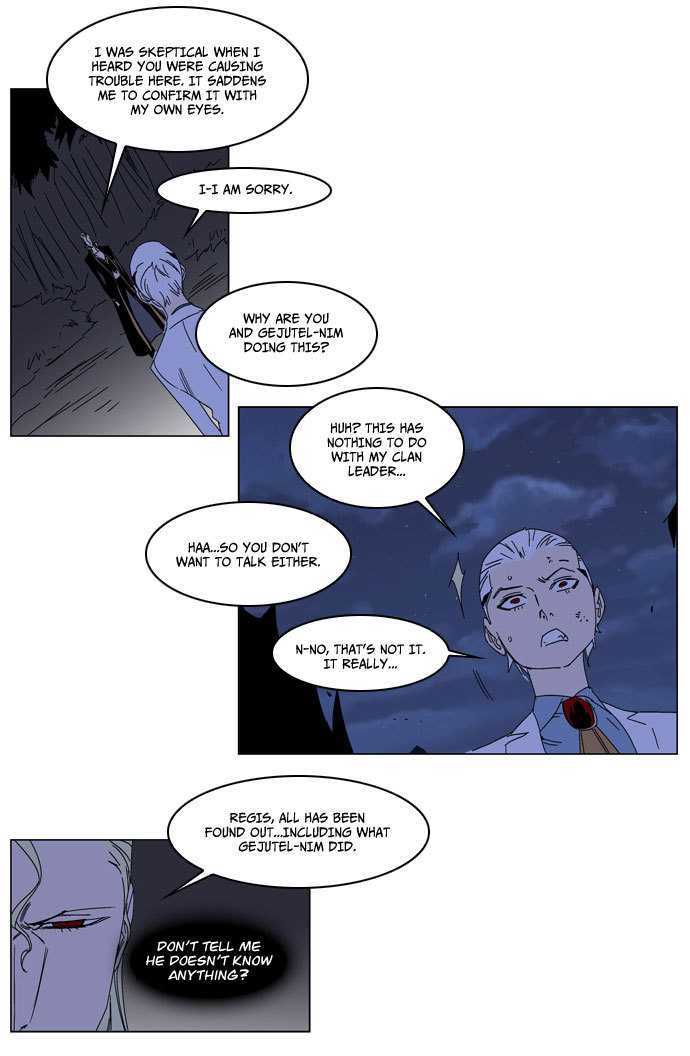 I WAS SKEPTICAL WHEN I
HEARD YOU WERE CAUSING
TROUBLE HERE. IT SADDENS
ME TO CONFIRM IT WITH
MY OWN EYES.
I-I AM SORRY.
WHY ARE YOU
AND GEJUTEL-NIM
DOING THIS?
HUH? THIS HAS
NOTHING TO DO
WITH MY CLAN
LEADER...
HAA...SO YOU DON'T
WANT TO TALK EITHER.
N-NO, THAT'S NOT IT.
IT REALLY...
REGIS, ALL HAS BEEN
FOUND OUT...INCLUDING WHAT
GEJUTEL-NIM DID.
DON'T TELL ME
HE DOESN'T KNOW
ANYTHING?